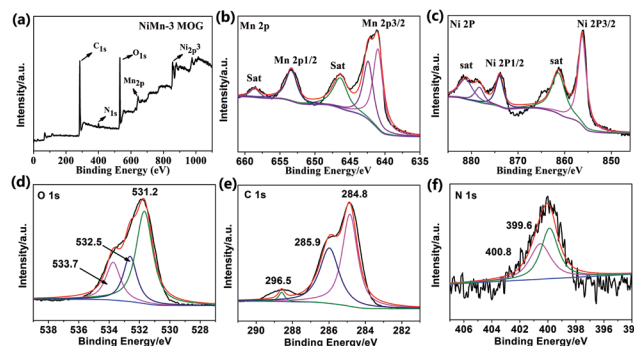 (a)
NiMn-3 MOG
C1s
O1s
N1s
Mn2p
Ni2p3
Intensity/a.u.
0 200 400 600 800 1000
Binding Energy (eV)
(b) Mn 2p
Mn 2p3/2
Mn 2p1/2
Sat
Sat
Intensity/a.u.
660 655 650 645 640 635
Binding Energy/eV
(c) Ni 2P
Ni 2P3/2
Ni 2P1/2
sat
sat
Intensity/a.u.
880 870 860 850
Binding Energy/eV
(d)
O 1s
531.2
532.5
533.7
Intensity/a.u.
538 536 534 532 530 528
Binding Energy/eV
(e)
C 1s
284.8
285.9
296.5
Intensity/a.u.
290 288 286 284 282
Binding Energy/eV
(f)
N 1s
399.6
400.8
Intensity/a.u.
406 404 402 400 398 396
Binding Energy/eV